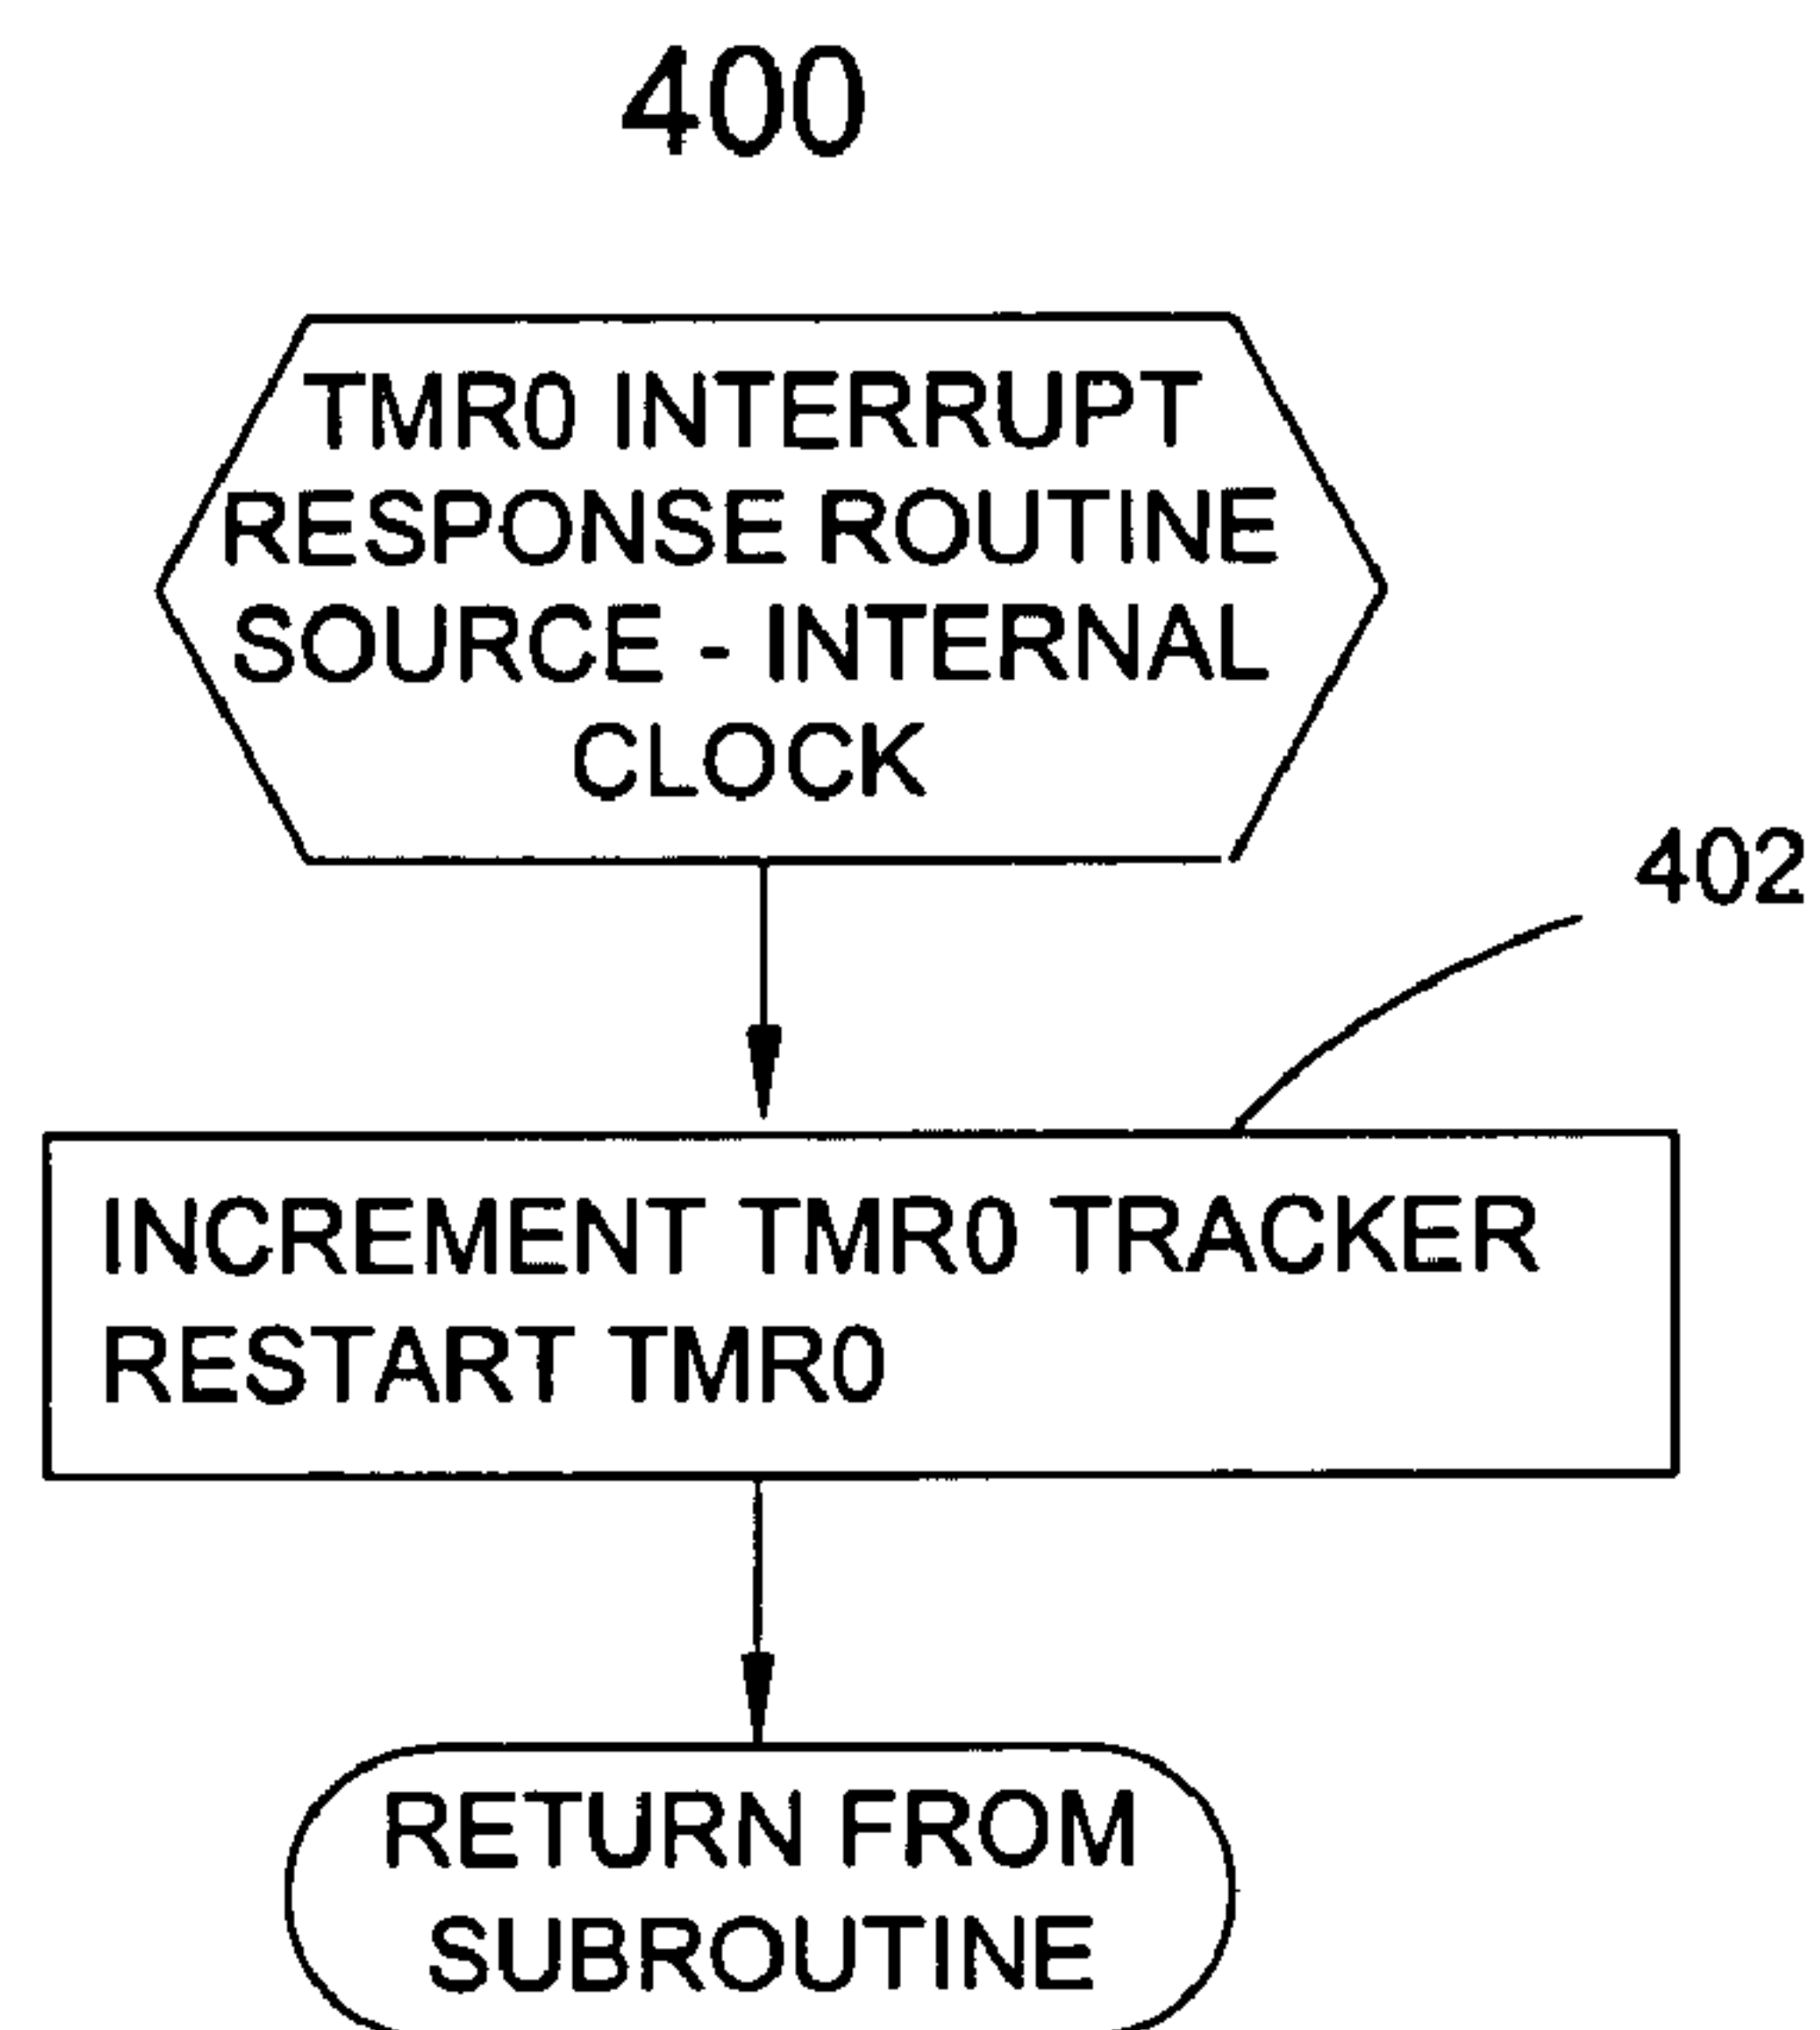 400
TMR0 INTERRUPT
RESPONSE ROUTINE
SOURCE - INTERNAL
CLOCK
402
INCREMENT TMR0 TRACKER
RESTART TMR0
RETURN FROM
SUBROUTINE